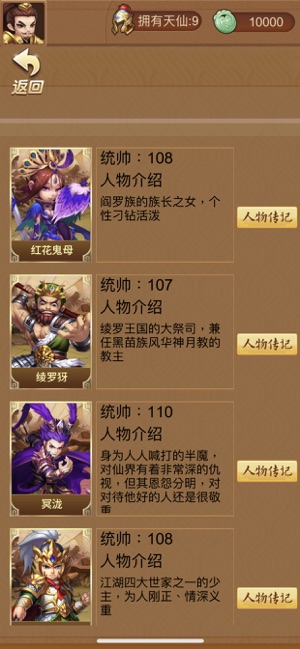 拥有天仙:9
10000
返回
统帅：108
人物介绍
阎罗族的族长之女，个
性刁钻活泼
人物传记
红花鬼母
统帅：107
人物介绍
绫罗王国的大祭司，兼
任黑苗族风华神月教的
教主
人物传记
绫罗犽
统帅：110
人物介绍
身为人人喊打的半魔，
对仙界有着非常深的仇
视，但其恩怨分明，对
对待他好的人还是很敬
重
人物传记
冥泷
统帅：108
人物介绍
江湖四大世家之一的少
主，为人刚正、情深义
重
人物传记